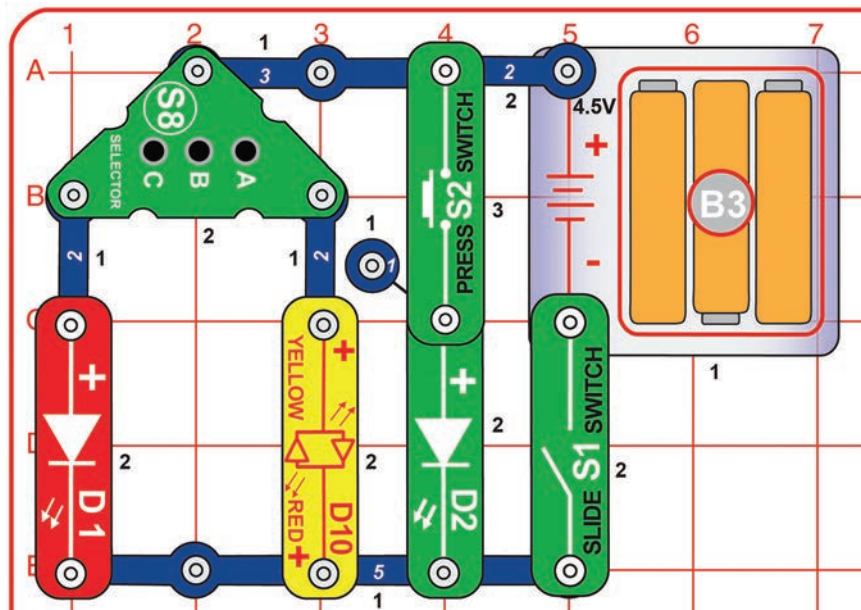 1 2 3 4 5 6 7
A
1
3
2
2
4.5V
S8
SELECTOR
C B A
PRESS S2 SWITCH
+
B
3
B3
2
2
1
1
2
1
1
-
C
+
YELLOW
+
+
1
SLIDE S1 SWITCH
D
2
2
2
2
D1
RED+
D10
D2
E
5
1